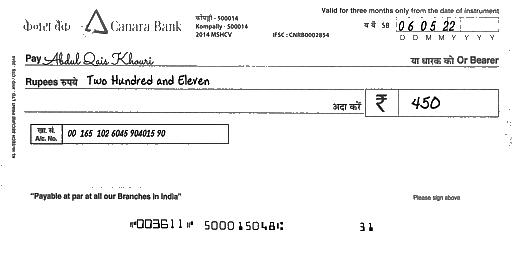 Valid for three months only from the date of instrument
केनरा बैंक Canara Bank
कोंपल्ली - 500014
Kompally - 500014
2014 MSHCV
IFSC : CNRB0002854
SB 06 05 22
D D M M Y Y Y Y
Pay Abdul Qais Khouri या धारक को Or Bearer
Rupees रुपये Two Hundred and Eleven
अदा करें ₹ 450
खा. सं.
A/c. No. 00 165 102 6045 904015 90
"Payable at par at all our Branches in India"
Please sign above
⑈003611⑈ 500015048⑆ 31